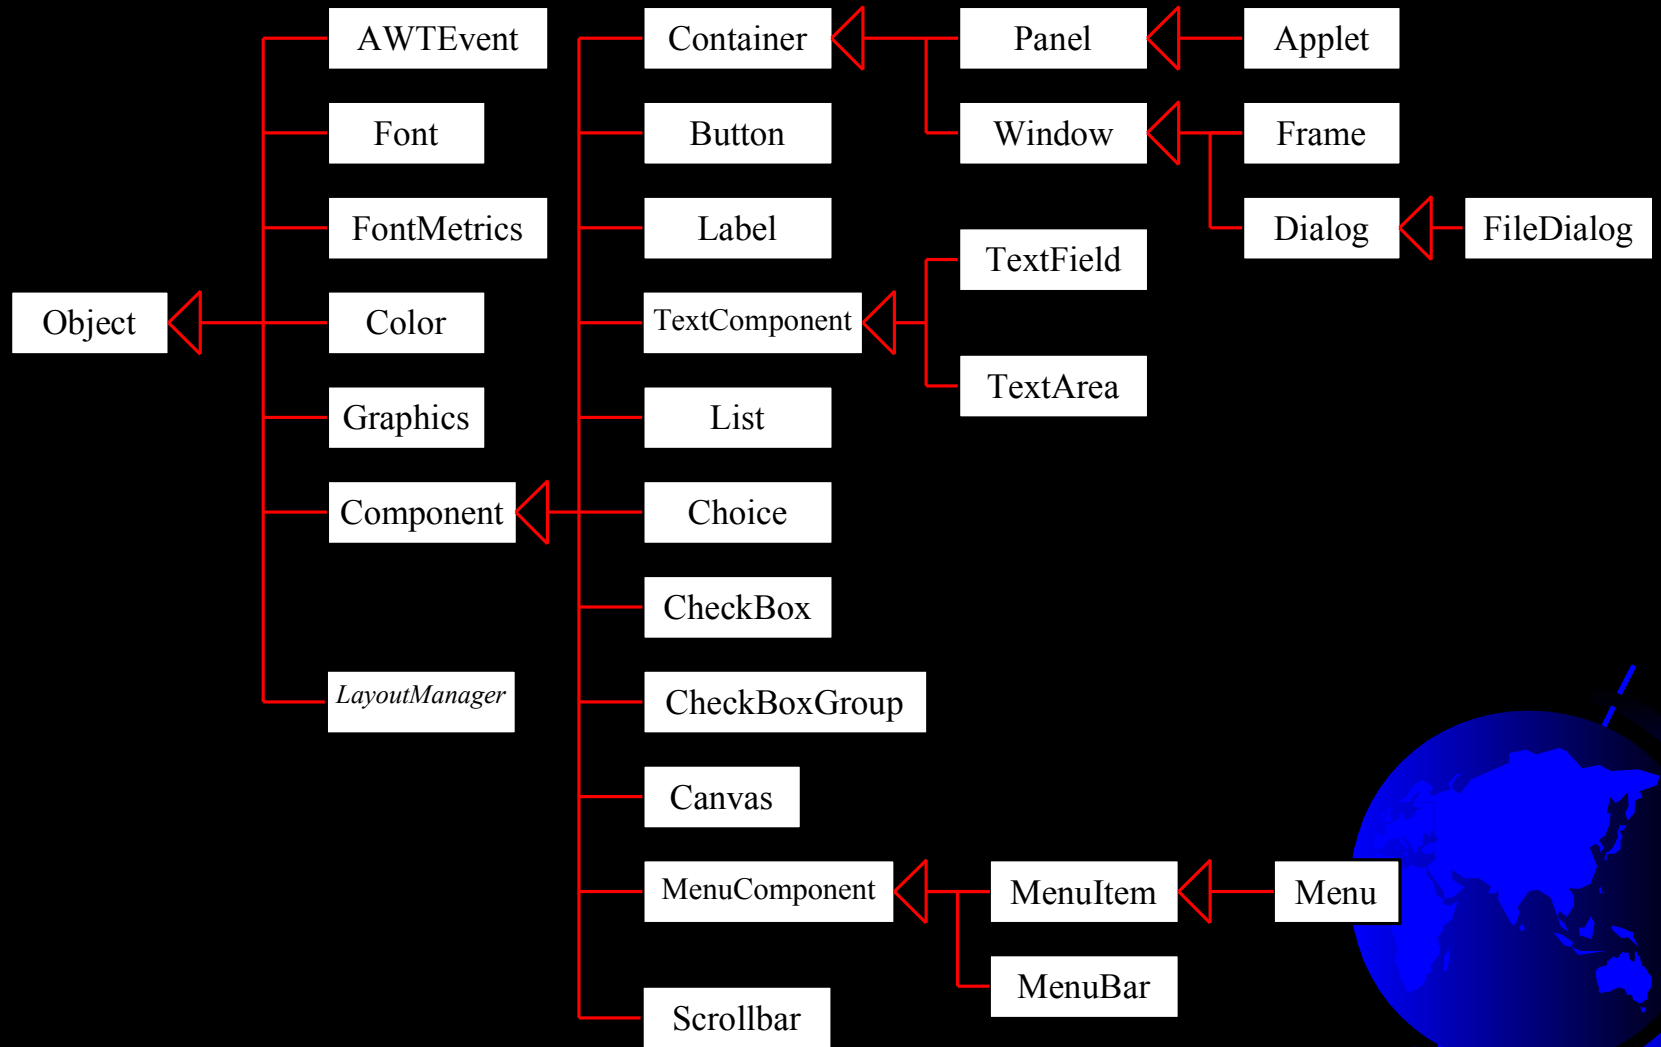 Object
AWTEvent
Font
FontMetrics
Color
Graphics
Component
LayoutManager
Container
Button
Label
TextComponent
List
Choice
CheckBox
CheckBoxGroup
Canvas
MenuComponent
Scrollbar
Panel
Window
TextField
TextArea
MenuItem
MenuBar
Applet
Frame
Dialog
Menu
FileDialog